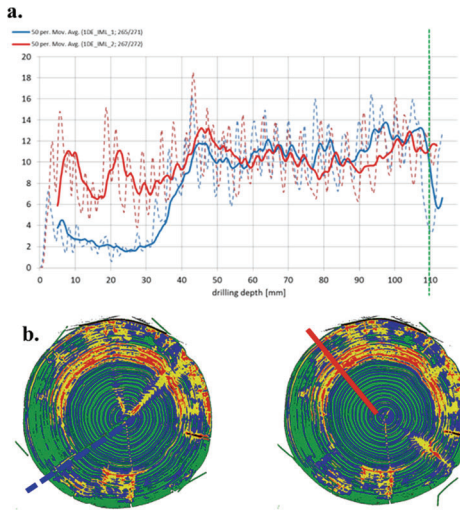 a.
50 per. Mov. Avg. (10E_IML_1; 265/271)
50 per. Mov. Avg. (10E_IML_2; 267/272)
20
18
16
14
12
10
8
6
4
2
0
0 10 20 30 40 50 60 70 80 90 100 110 120
drilling depth [mm]
b.